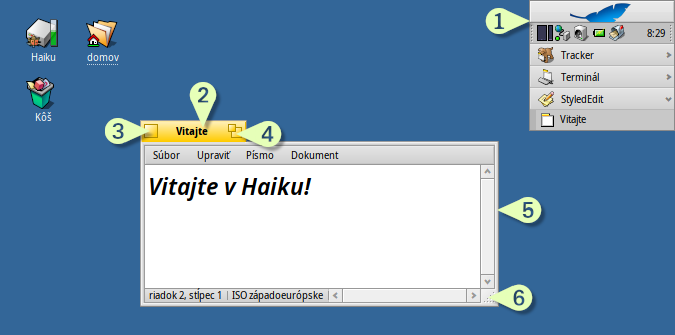 1
8:29
Haiku
domov
Tracker
Terminál
StyledEdit
Vitajte
Kôš
2
3
Vitajte
4
Súbor Upraviť Písmo Dokument
Vitajte v Haiku!
5
riadok 2, stĺpec 1 ISO západoeurópske
6